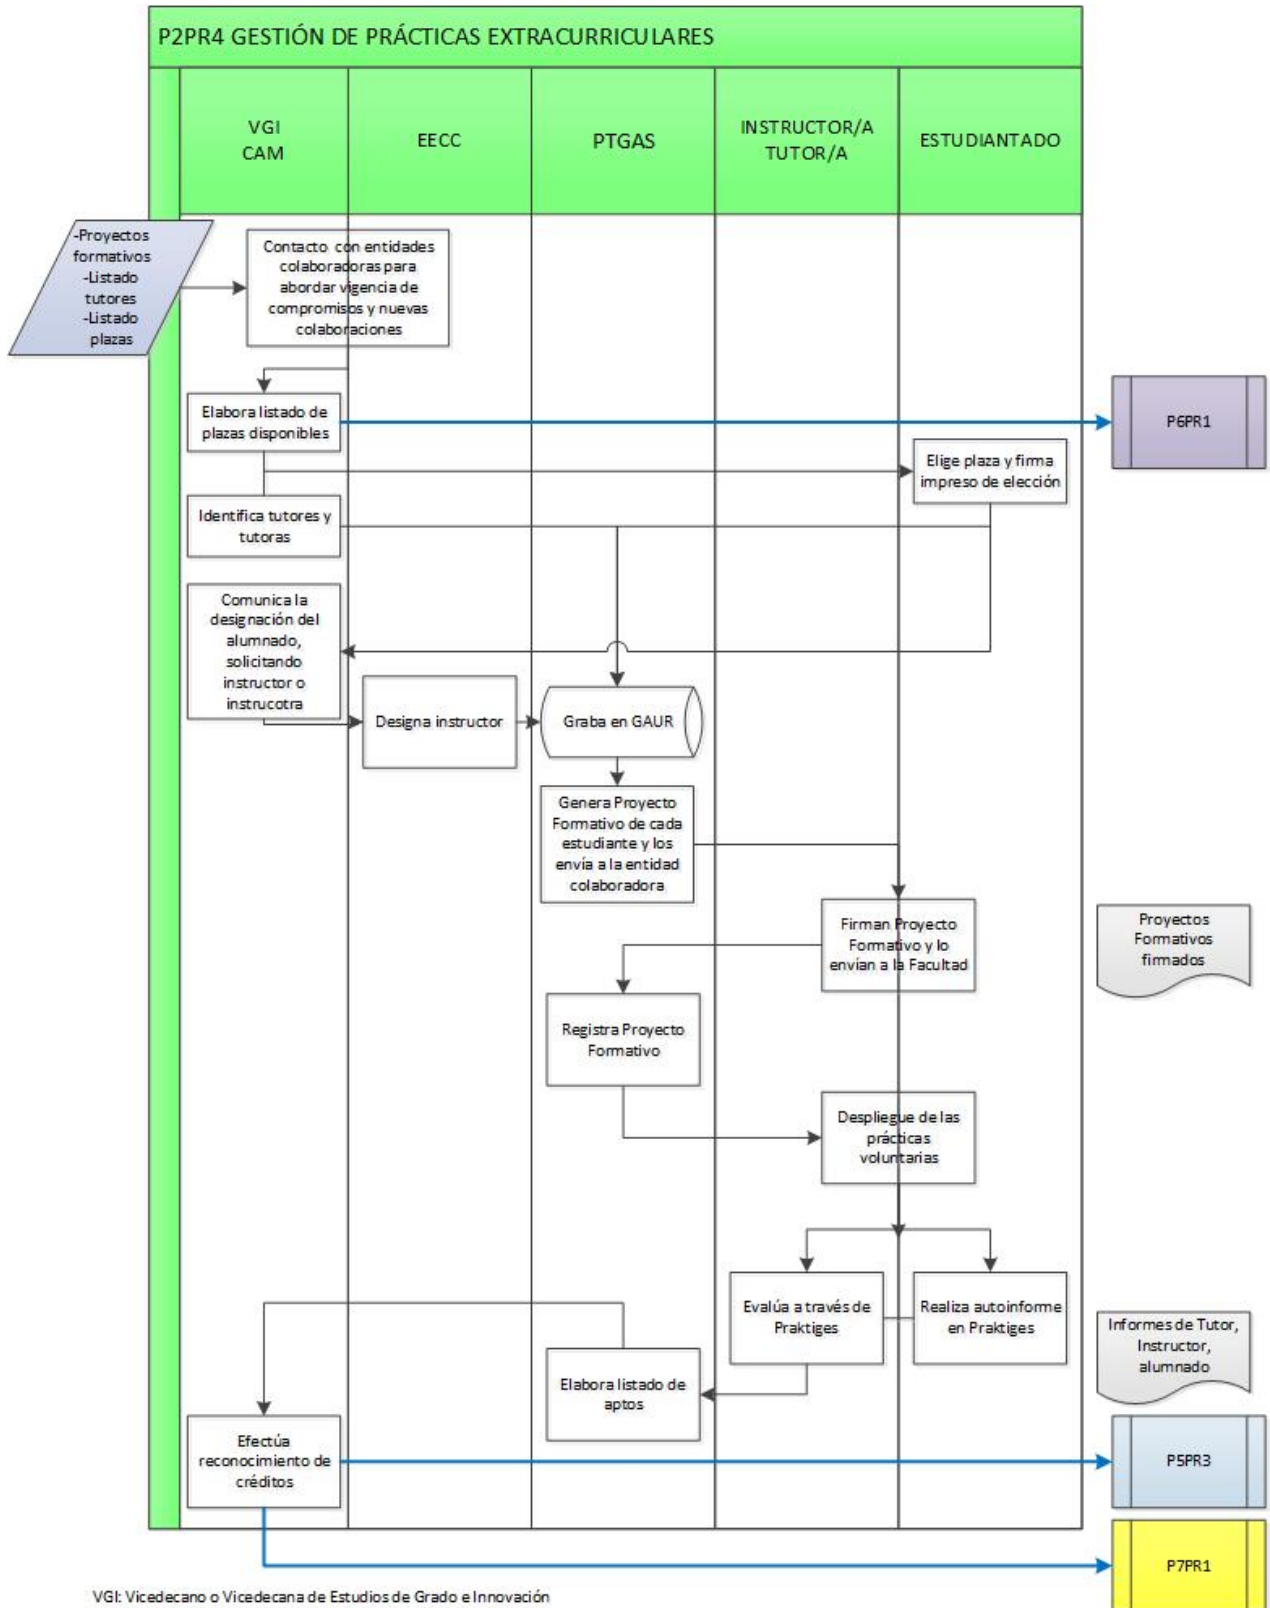 P2PR4 GESTIÓN DE PRÁCTICAS EXTRACURRICULARES
VGI
CAM
EECC
PTGAS
INSTRUCTOR/A
TUTOR/A
ESTUDIANTADO
-Proyectos
formativos
-Listado
tutores
-Listado
plazas
Contacto con entidades
colaboradoras para
abordar vigencia de
compromisos y nuevas
colaboraciones
Elabora listado de
plazas disponibles
P6PR1
Elige plaza y firma
impreso de elección
Identifica tutores y
tutoras
Comunica la
designación del
alumnado,
solicitando
instructor o
instrucotra
Designa instructor
Graba en GAUR
Genera Proyecto
Formativo de cada
estudiante y los
envía a la entidad
colaboradora
Firman Proyecto
Formativo y lo
envían a la Facultad
Proyectos
Formativos
firmados
Registra Proyecto
Formativo
Despliegue de las
prácticas
voluntarias
Evalúa a través de
Praktiges
Realiza autoinforme
en Praktiges
Informes de Tutor,
Instructor,
alumnado
Elabora listado de
aptos
Efectúa
reconocimiento de
créditos
P5PR3
P7PR1
VGI: Vicedecano o Vicedecana de Estudios de Grado e Innovación